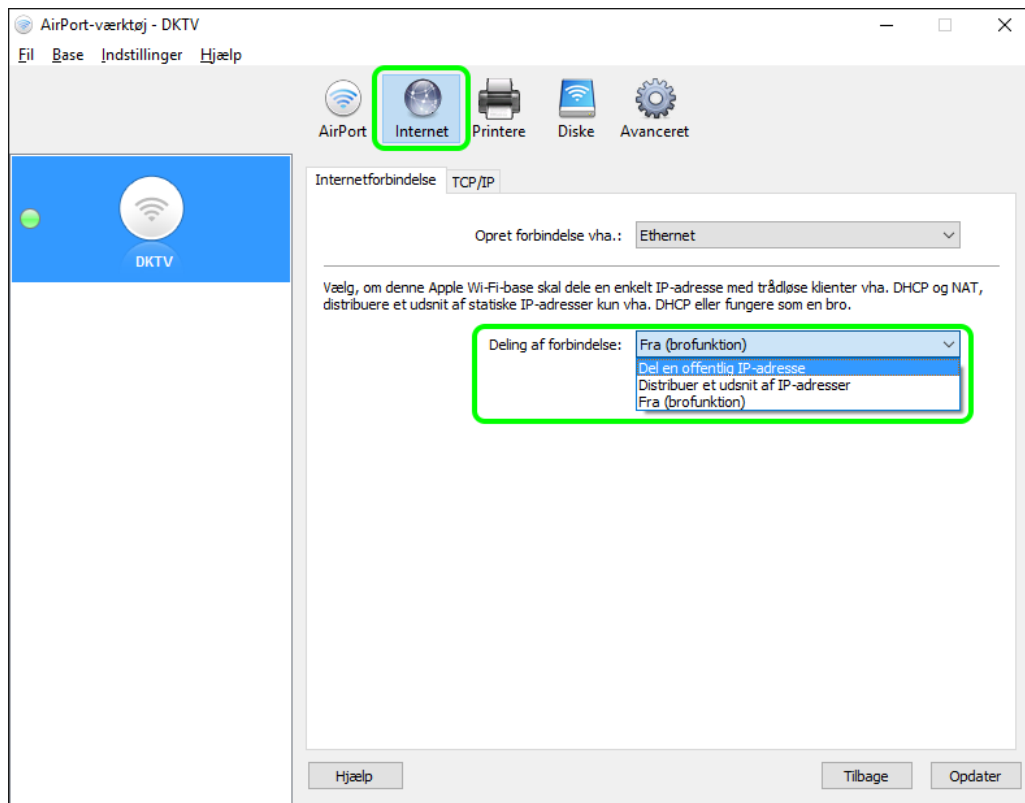 AirPort-værktøj - DKTV
Fil Base Indstillinger Hjælp
AirPort Internet Printere Diske Avanceret
Internetforbindelse TCP/IP
DKTV
Opret forbindelse vha.: Ethernet
Vælg, om denne Apple Wi-Fi-base skal dele en enkelt IP-adresse med trådløse klienter vha. DHCP og NAT,
distribuere et udsnit af statiske IP-adresser kun vha. DHCP eller fungere som en bro.
Deling af forbindelse: Fra (brofunktion)
Del en offentlig IP-adresse
Distribuer et udsnit af IP-adresser
Fra (brofunktion)
Hjælp Tilbage Opdater